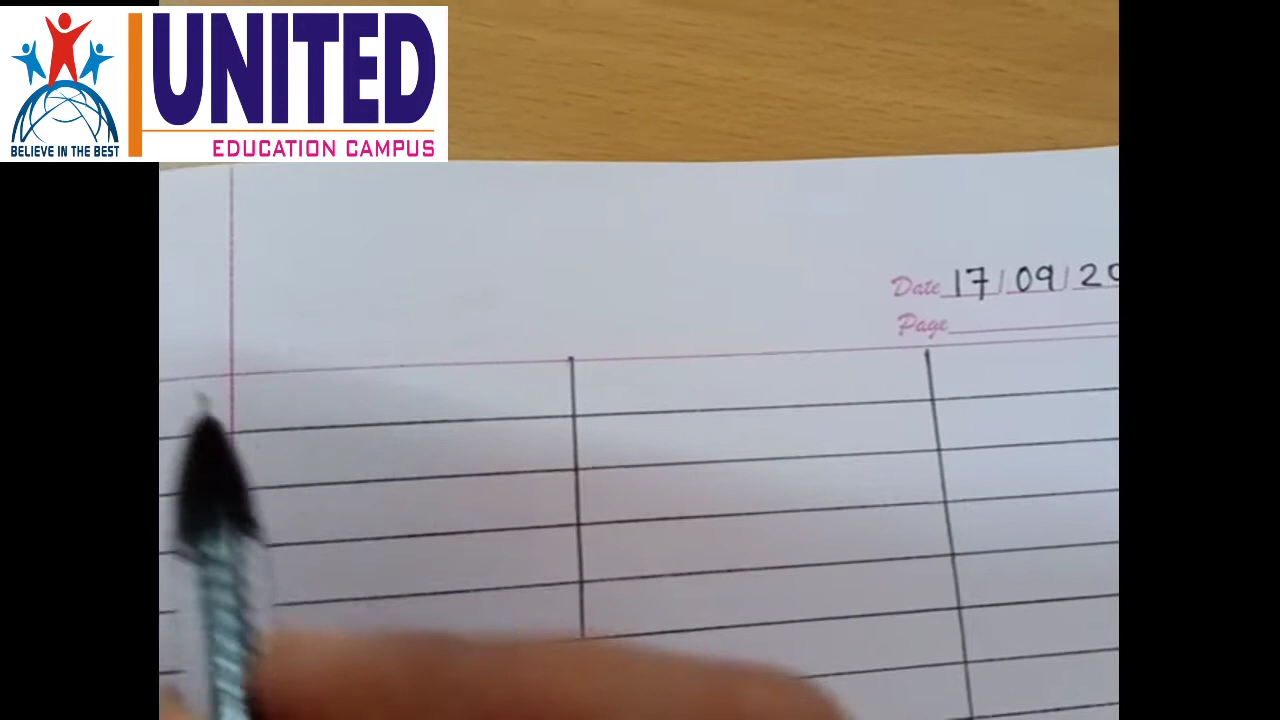 UNITED
EDUCATION CAMPUS
BELIEVE IN THE BEST
Date 17/09/20
Page